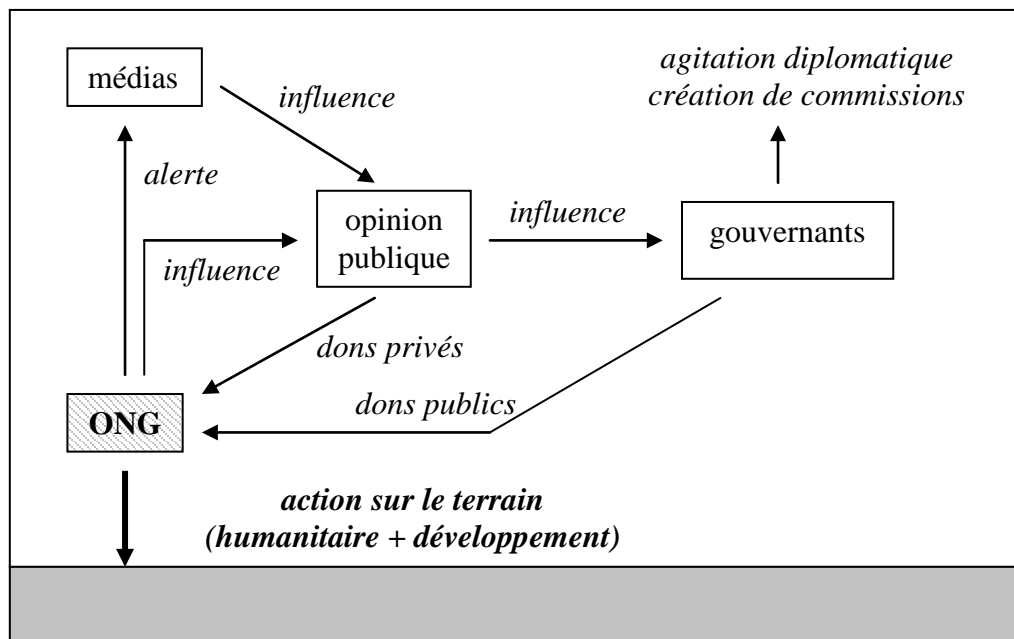 agitation diplomatique
création de commissions
médias
influence
alerte
opinion
publique
influence
gouvernants
influence
dons privés
dons publics
ONG
action sur le terrain
(humanitaire + développement)